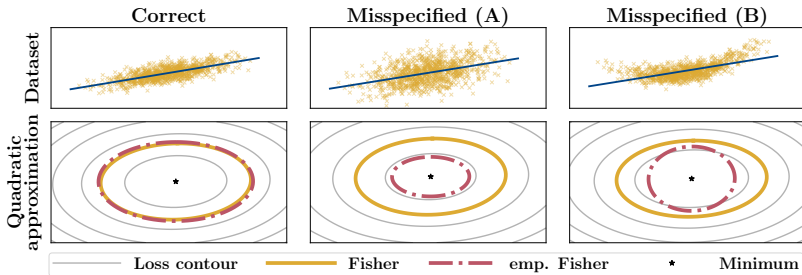 Correct Misspecified (A) Misspecified (B)
Dataset
Quadratic
approximation
Loss contour Fisher emp. Fisher Minimum